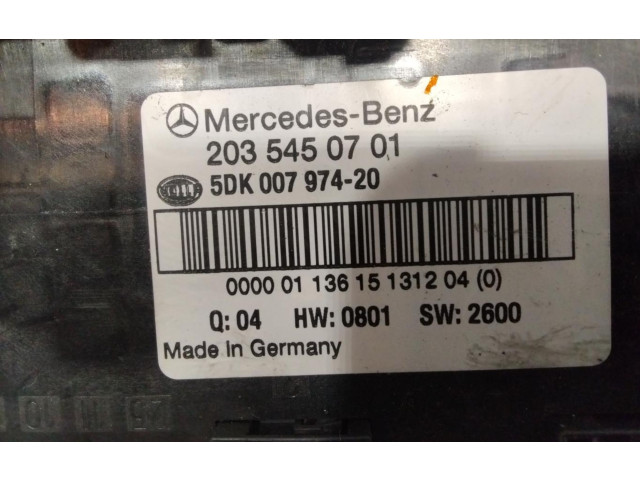 Mercedes-Benz
203 545 07 01
HELLA 5DK 007 974-20
0000 01 136 15 1312 04 (0)
Q: 04 HW: 0801 SW: 2600
Made In Germany